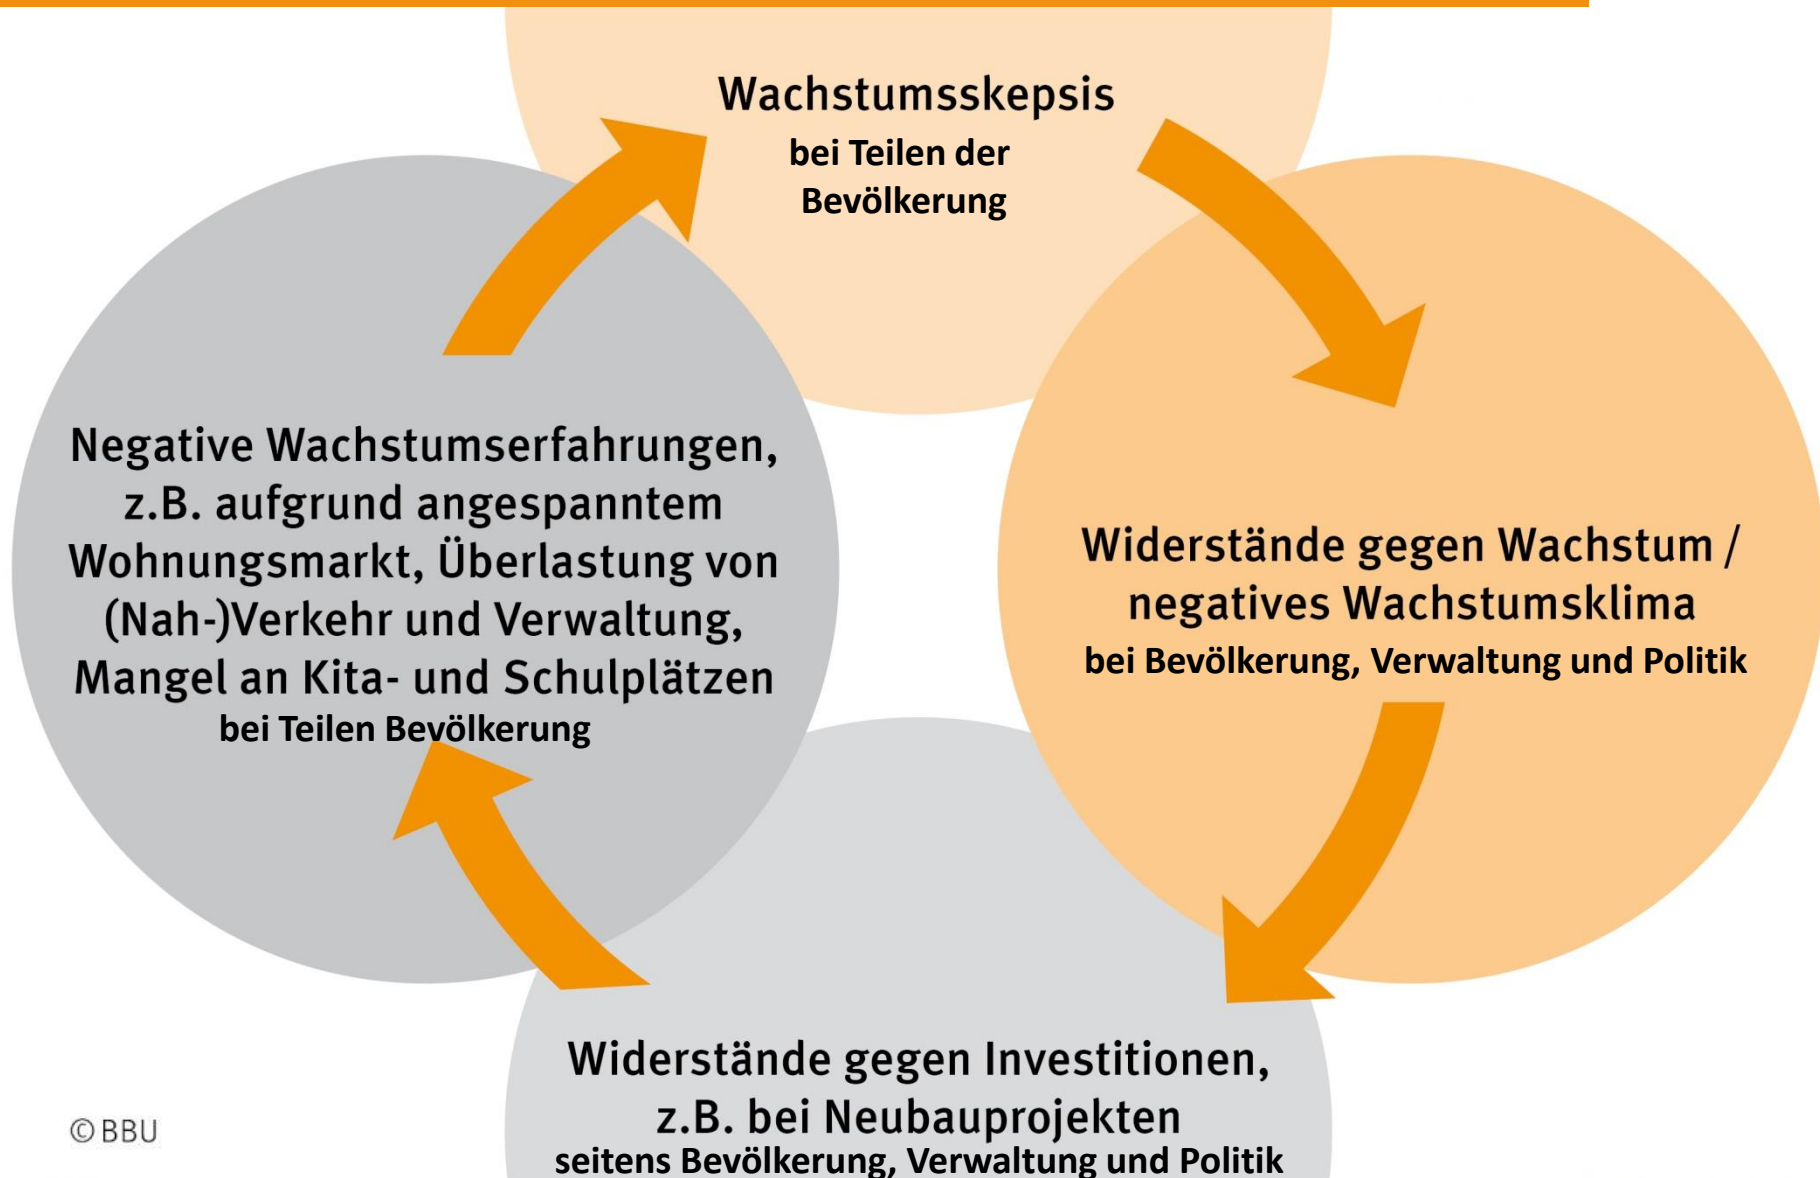 Wachstumsskepsis
bei Teilen der
Bevölkerung
Negative Wachstumserfahrungen,
z.B. aufgrund angespanntem
Wohnungsmarkt, Überlastung von
(Nah-)Verkehr und Verwaltung,
Mangel an Kita- und Schulplätzen
bei Teilen Bevölkerung
Widerstände gegen Wachstum /
negatives Wachstumsklima
bei Bevölkerung, Verwaltung und Politik
Widerstände gegen Investitionen,
z.B. bei Neubauprojekten
seitens Bevölkerung, Verwaltung und Politik
© BBU